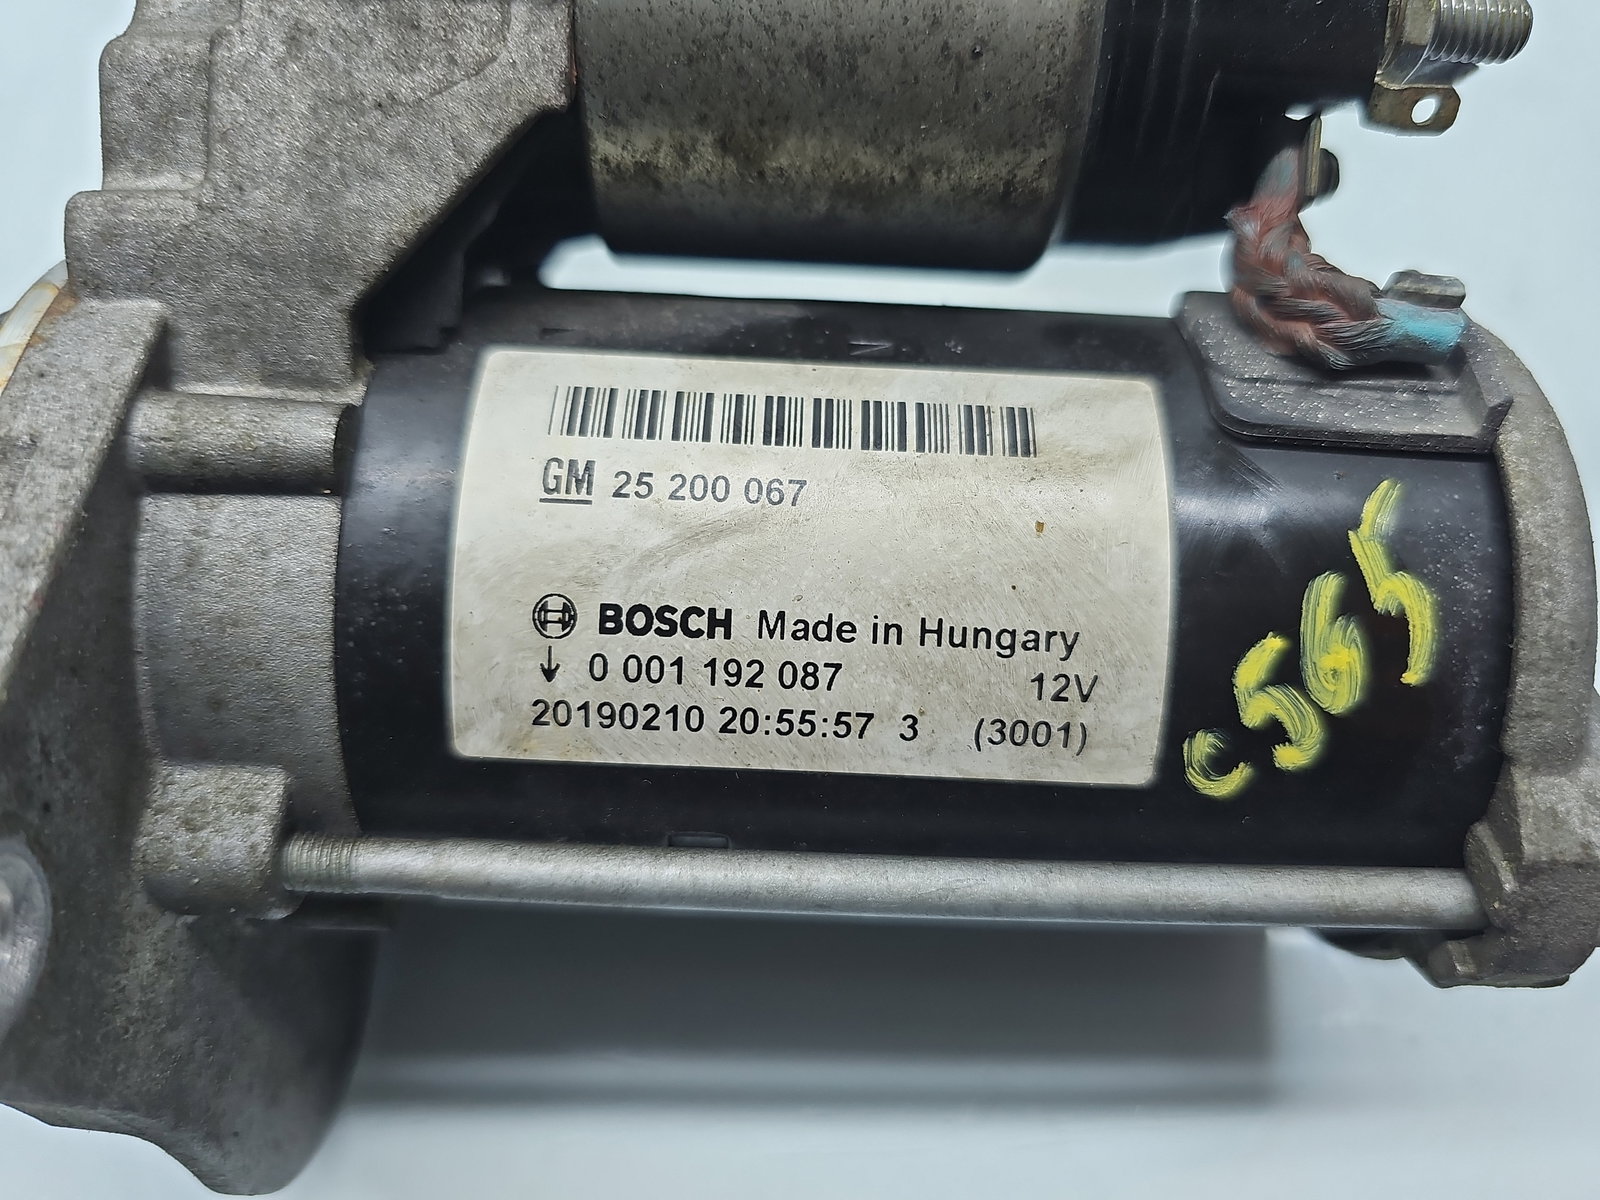 GM 25 200 067
BOSCH Made in Hungary
↓ 0 001 192 087 12V
20190210 20:55:57 3 (3001)
C565